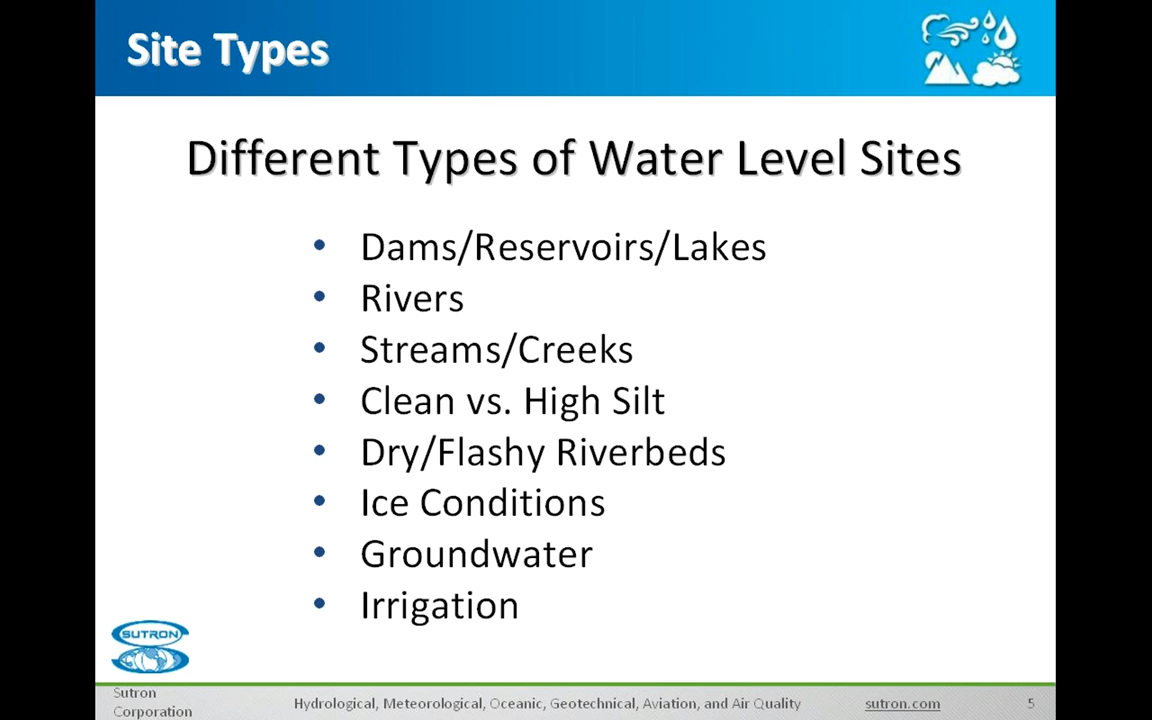 Site Types
Different Types of Water Level Sites
• Dams/Reservoirs/Lakes
• Rivers
• Streams/Creeks
• Clean vs. High Silt
• Dry/Flashy Riverbeds
• Ice Conditions
• Groundwater
• Irrigation
SUTRON
Sutron
Corporation
Hydrological, Meteorological, Oceanic, Geotechnical, Aviation, and Air Quality
sutron.com
5